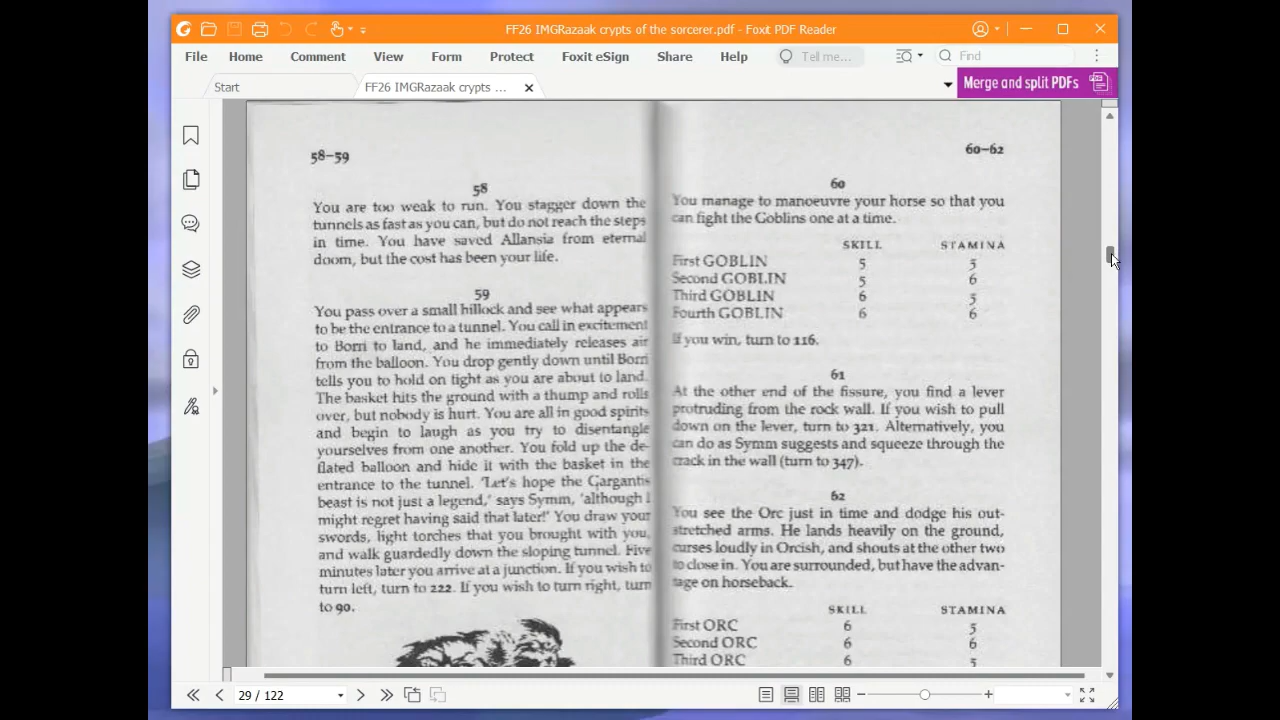 FF26 IMGRazaak crypts of the sorcerer.pdf - Foxit PDF Reader
File Home Comment View Form Protect Foxit eSign Share Help Tell me... Find
Start FF26 IMGRazaak crypts ... Merge and split PDFs
58–59
58
You are too weak to run. You stagger down the
tunnels as fast as you can, but do not reach the steps
in time. You have saved Allansia from eternal
doom, but the cost has been your life.
59
You pass over a small hillock and see what appears
to be the entrance to a tunnel. You call in excitement
to Borri to land, and he immediately releases air
from the balloon. You drop gently down until Borri
tells you to hold on tight as you are about to land.
The basket hits the ground with a thump and rolls
over, but nobody is hurt. You are all in good spirits
and begin to laugh as you try to disentangle
yourselves from one another. You fold up the de-
flated balloon and hide it with the basket in the
entrance to the tunnel. 'Let's hope the Gargantis
beast is not just a legend,' says Symm, 'although I
might regret having said that later!' You draw your
swords, light torches that you brought with you,
and walk guardedly down the sloping tunnel. Five
minutes later you arrive at a junction. If you wish to
turn left, turn to 222. If you wish to turn right, turn
to 90.
60–62
60
You manage to manoeuvre your horse so that you
can fight the Goblins one at a time.
SKILL STAMINA
First GOBLIN 5 5
Second GOBLIN 5 6
Third GOBLIN 6 5
Fourth GOBLIN 6 6
If you win, turn to 116.
61
At the other end of the fissure, you find a lever
protruding from the rock wall. If you wish to pull
down on the lever, turn to 321. Alternatively, you
can do as Symm suggests and squeeze through the
crack in the wall (turn to 347).
62
You see the Orc just in time and dodge his out-
stretched arms. He lands heavily on the ground,
curses loudly in Orcish, and shouts at the other two
to close in. You are surrounded, but have the advan-
tage on horseback.
SKILL STAMINA
First ORC 6 5
Second ORC 6 6
Third ORC 6 5
29 / 122